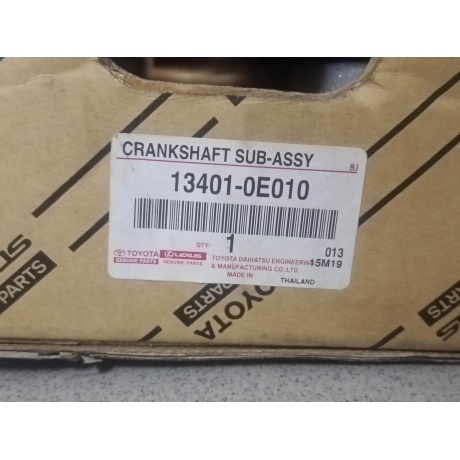 CRANKSHAFT SUB-ASSY
BJ
13401-0E010
QTY: 1
013
TOYOTA
GENUINE PARTS
LEXUS
GENUINE PARTS
TOYOTA DAIHATSU ENGINEERIN
& MANUFACTURING CO.,LTD.
15M19
MADE IN
THAILAND
PARTS
TOYOTA
PARTS